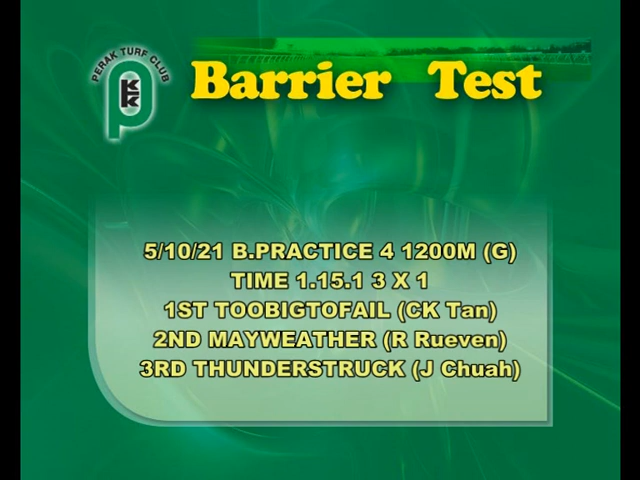 PERAK TURF CLUB
Barrier Test
5/10/21 B.PRACTICE 4 1200M (G)
TIME 1.15.1 3 X 1
1ST TOOBIGTOFAIL (CK Tan)
2ND MAYWEATHER (R Rueven)
3RD THUNDERSTRUCK (J Chuah)